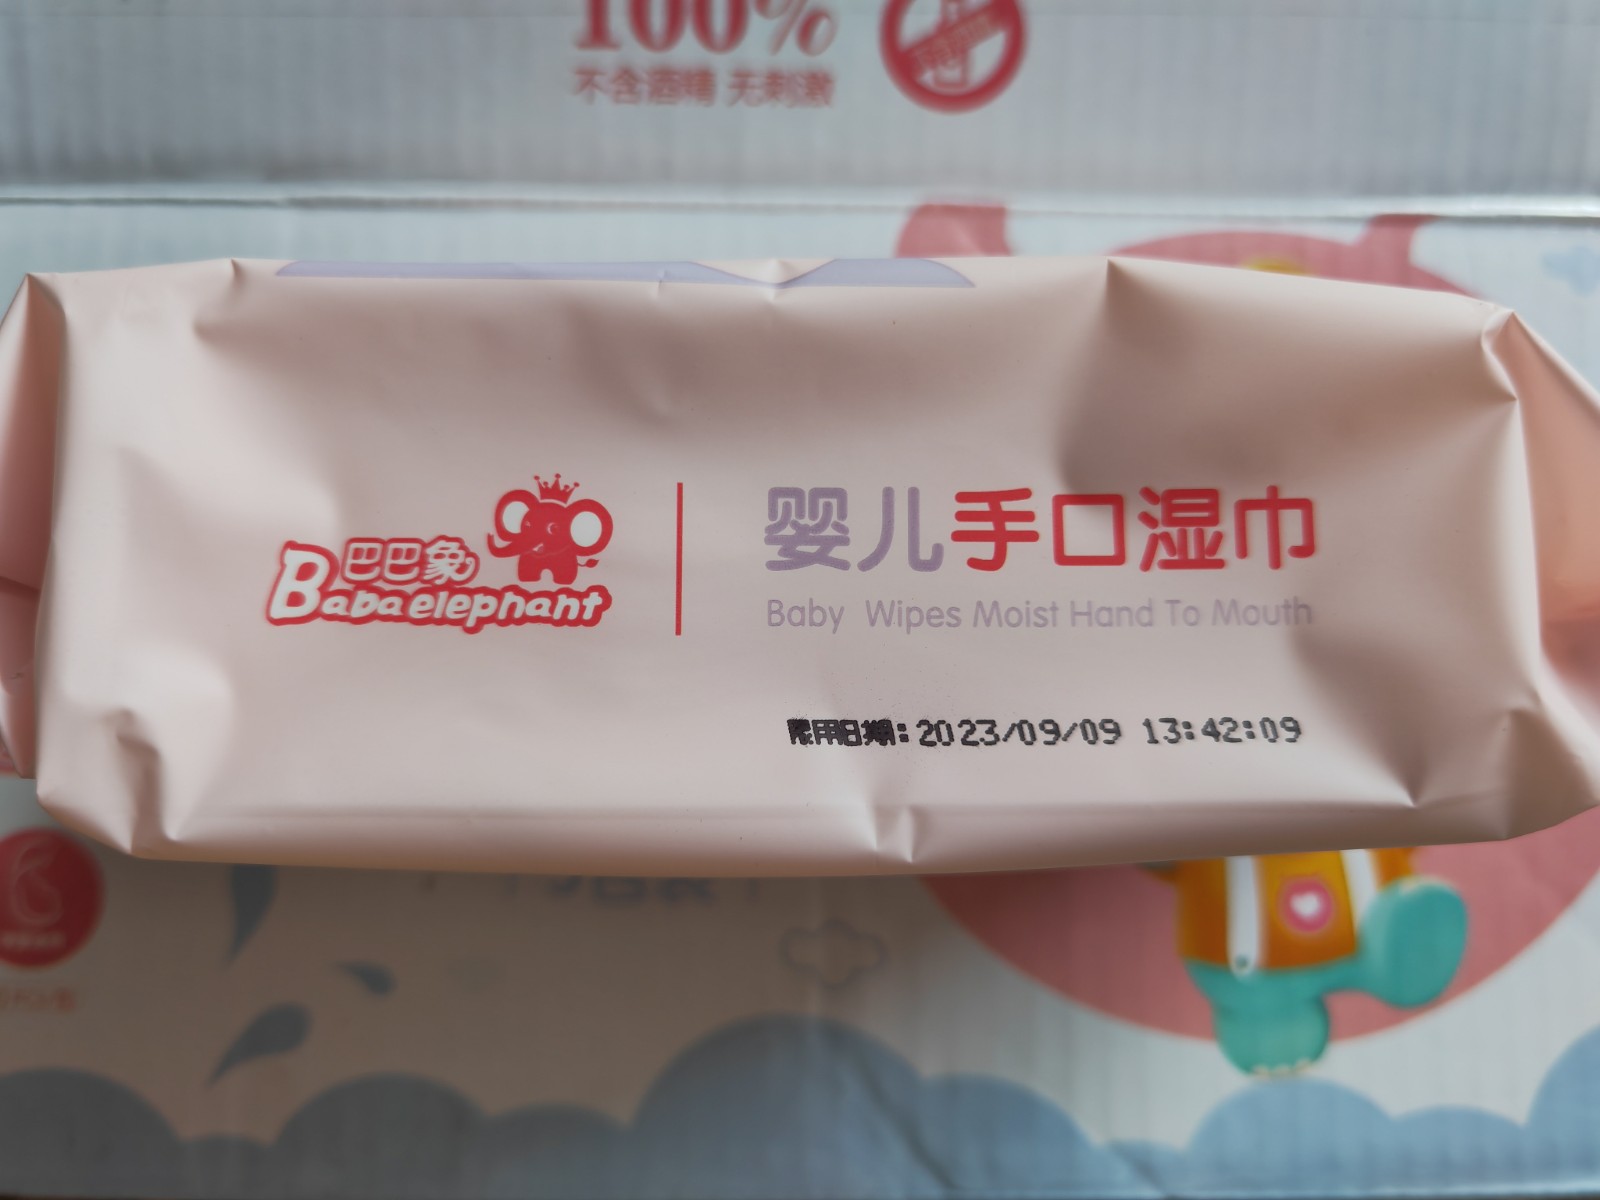 100%
不含酒精 无刺激
巴巴象
Babaelephant
婴儿手口湿巾
Baby Wipes Moist Hand To Mouth
限用日期:2023/09/09 13:42:09